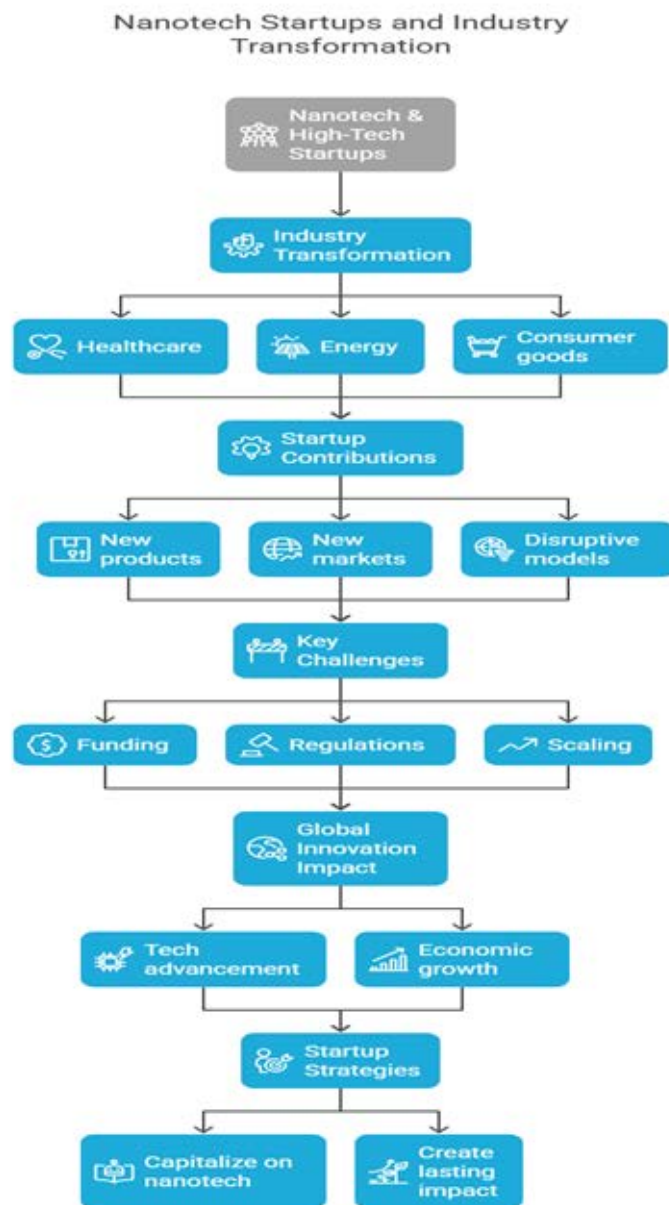 Nanotech Startups and Industry
Transformation
Nanotech &
High-Tech
Startups
Industry
Transformation
Healthcare
Energy
Consumer
goods
Startup
Contributions
New
products
New
markets
Disruptive
models
Key
Challenges
Funding
Regulations
Scaling
Global
Innovation
Impact
Tech
advancement
Economic
growth
Startup
Strategies
Capitalize on
nanotech
Create
lasting
impact